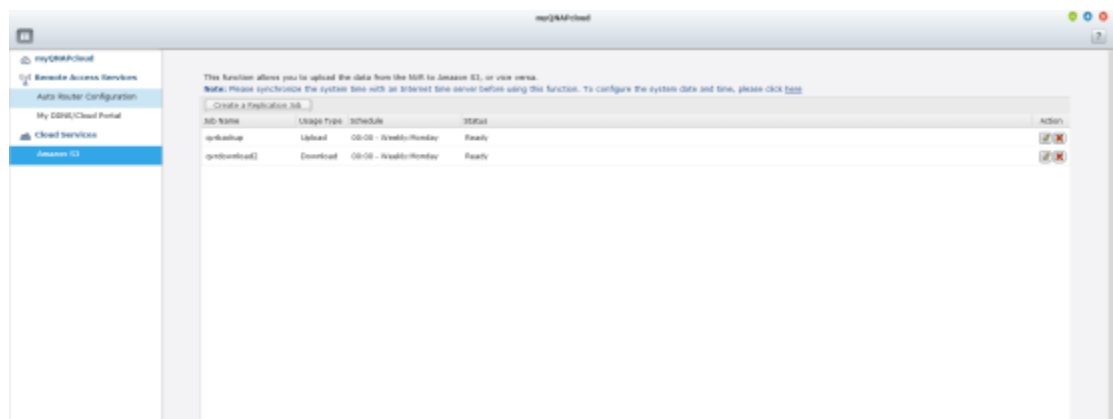 myQNAPcloud
myQNAPcloud
Remote Access Services
Auto Router Configuration
My DDNS/Cloud Portal
Cloud Services
Amazon S3
This function allows you to upload the data from the NVR to Amazon S3, or vice versa.
Note: Please synchronize the system time with an Internet time server before using this function. To configure the system date and time, please click here
Create a Replication Job
Job Name Usage Type Schedule Status Action
Upload 08:08 - Weekly:Monday Ready
Download 08:08 - Weekly:Monday Ready